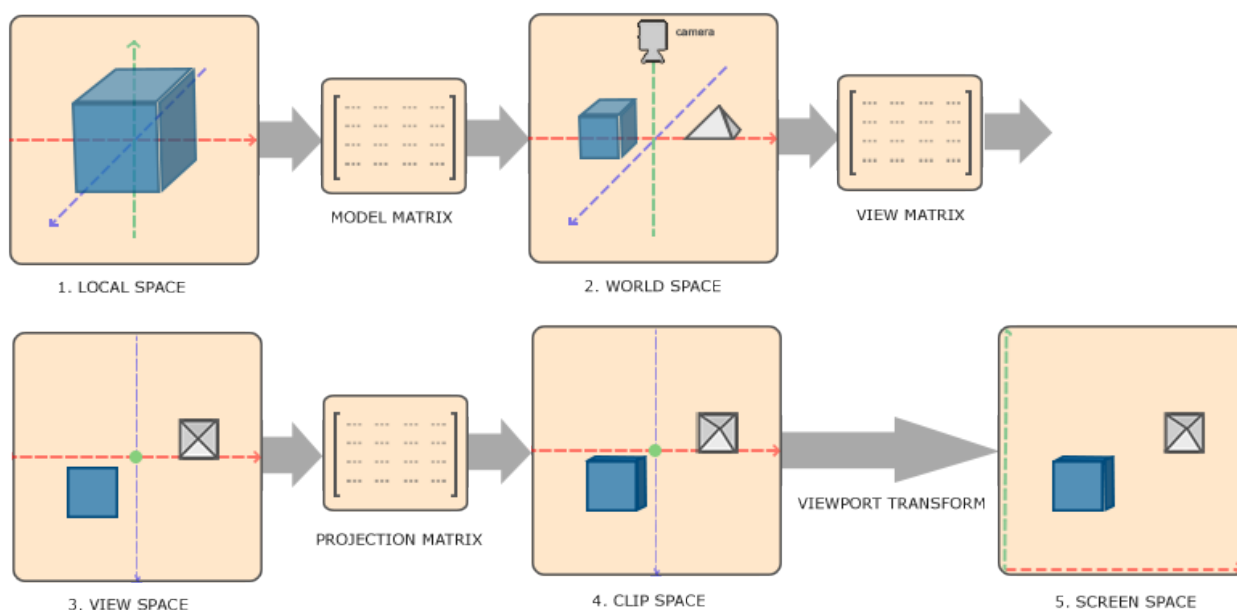 camera
MODEL MATRIX
VIEW MATRIX
1. LOCAL SPACE
2. WORLD SPACE
PROJECTION MATRIX
VIEWPORT TRANSFORM
3. VIEW SPACE
4. CLIP SPACE
5. SCREEN SPACE